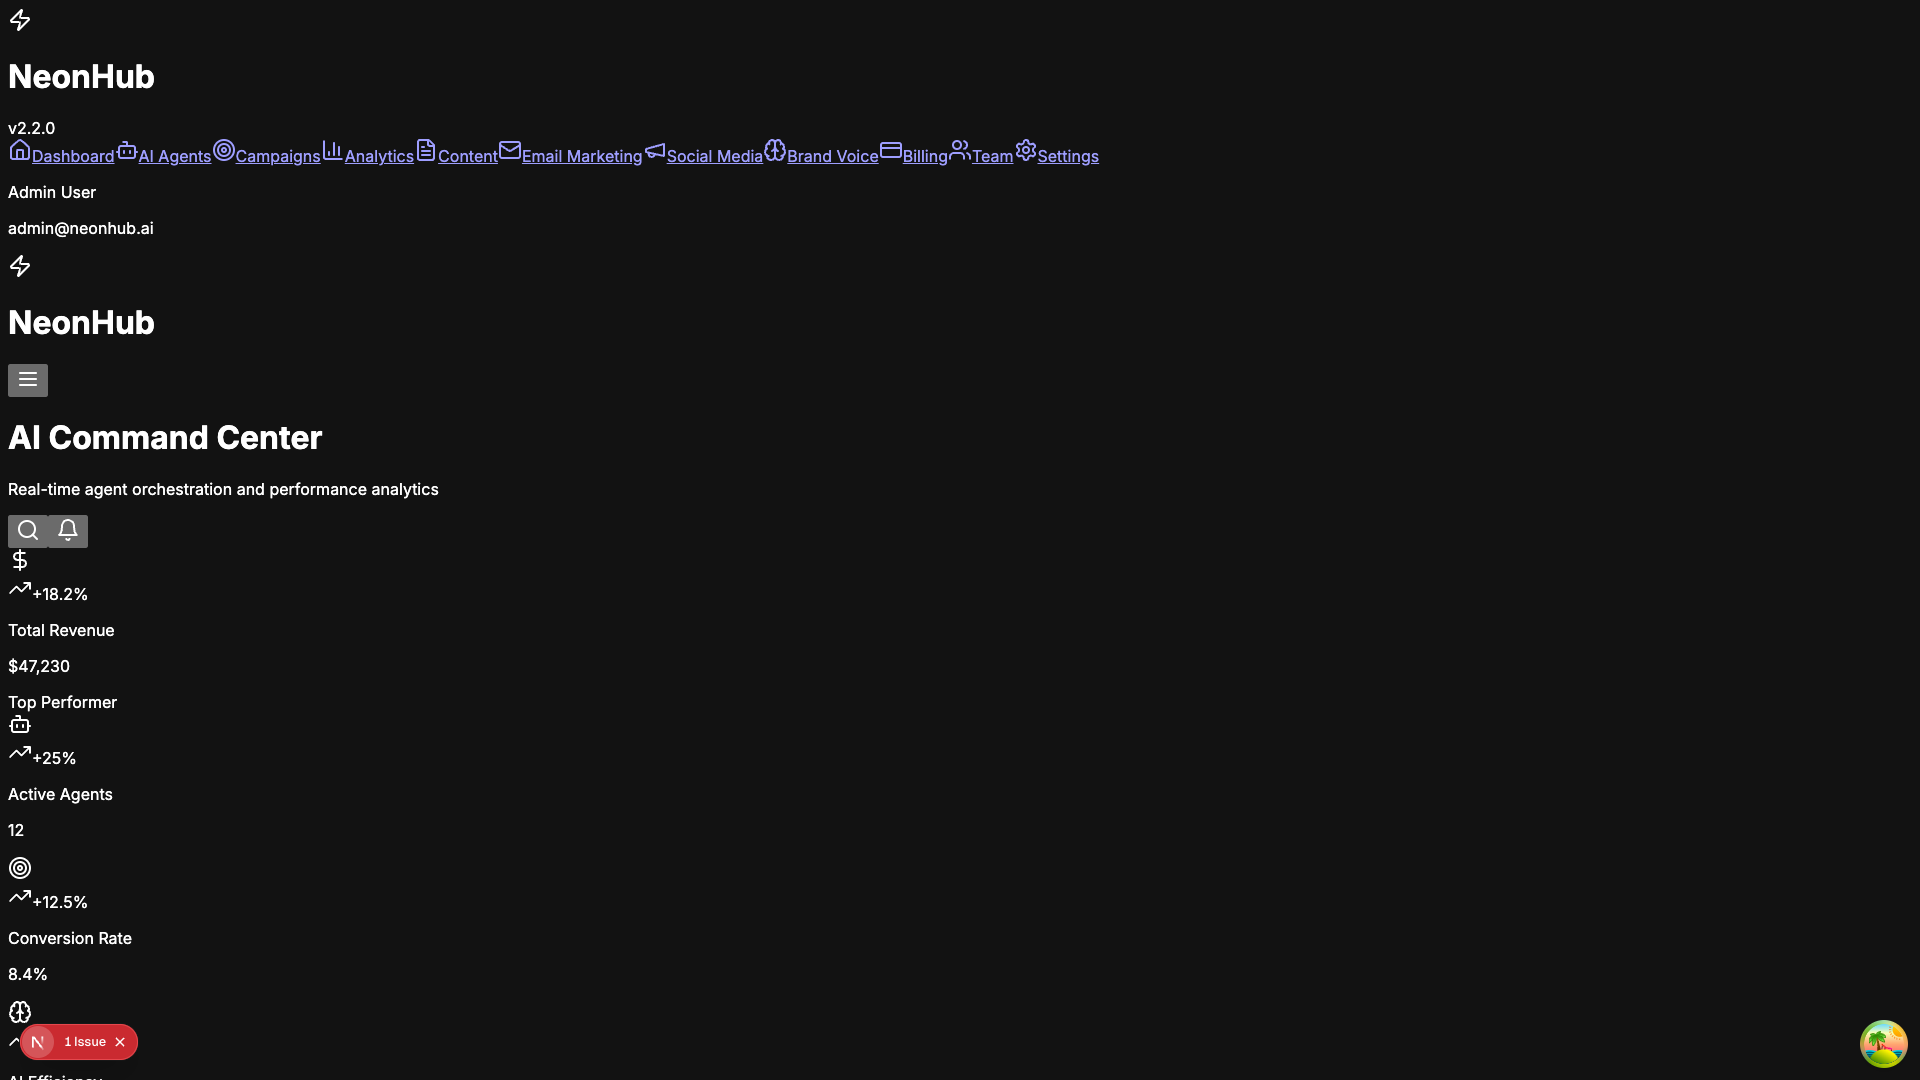 NeonHub
v2.2.0
Dashboard AI Agents Campaigns Analytics Content Email Marketing Social Media Brand Voice Billing Team Settings
Admin User
admin@neonhub.ai
NeonHub
AI Command Center
Real-time agent orchestration and performance analytics
+18.2%
Total Revenue
$47,230
Top Performer
+25%
Active Agents
12
+12.5%
Conversion Rate
8.4%
N 1 Issue
AI Efficiency